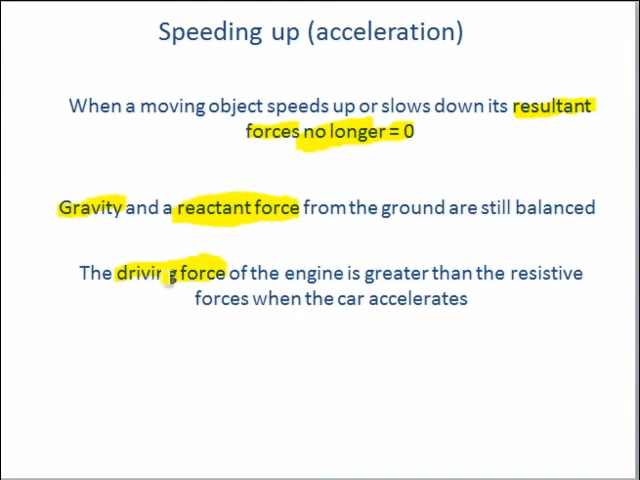 Speeding up (acceleration)
When a moving object speeds up or slows down its resultant
forces no longer = 0
Gravity and a reactant force from the ground are still balanced
The driving force of the engine is greater than the resistive
forces when the car accelerates